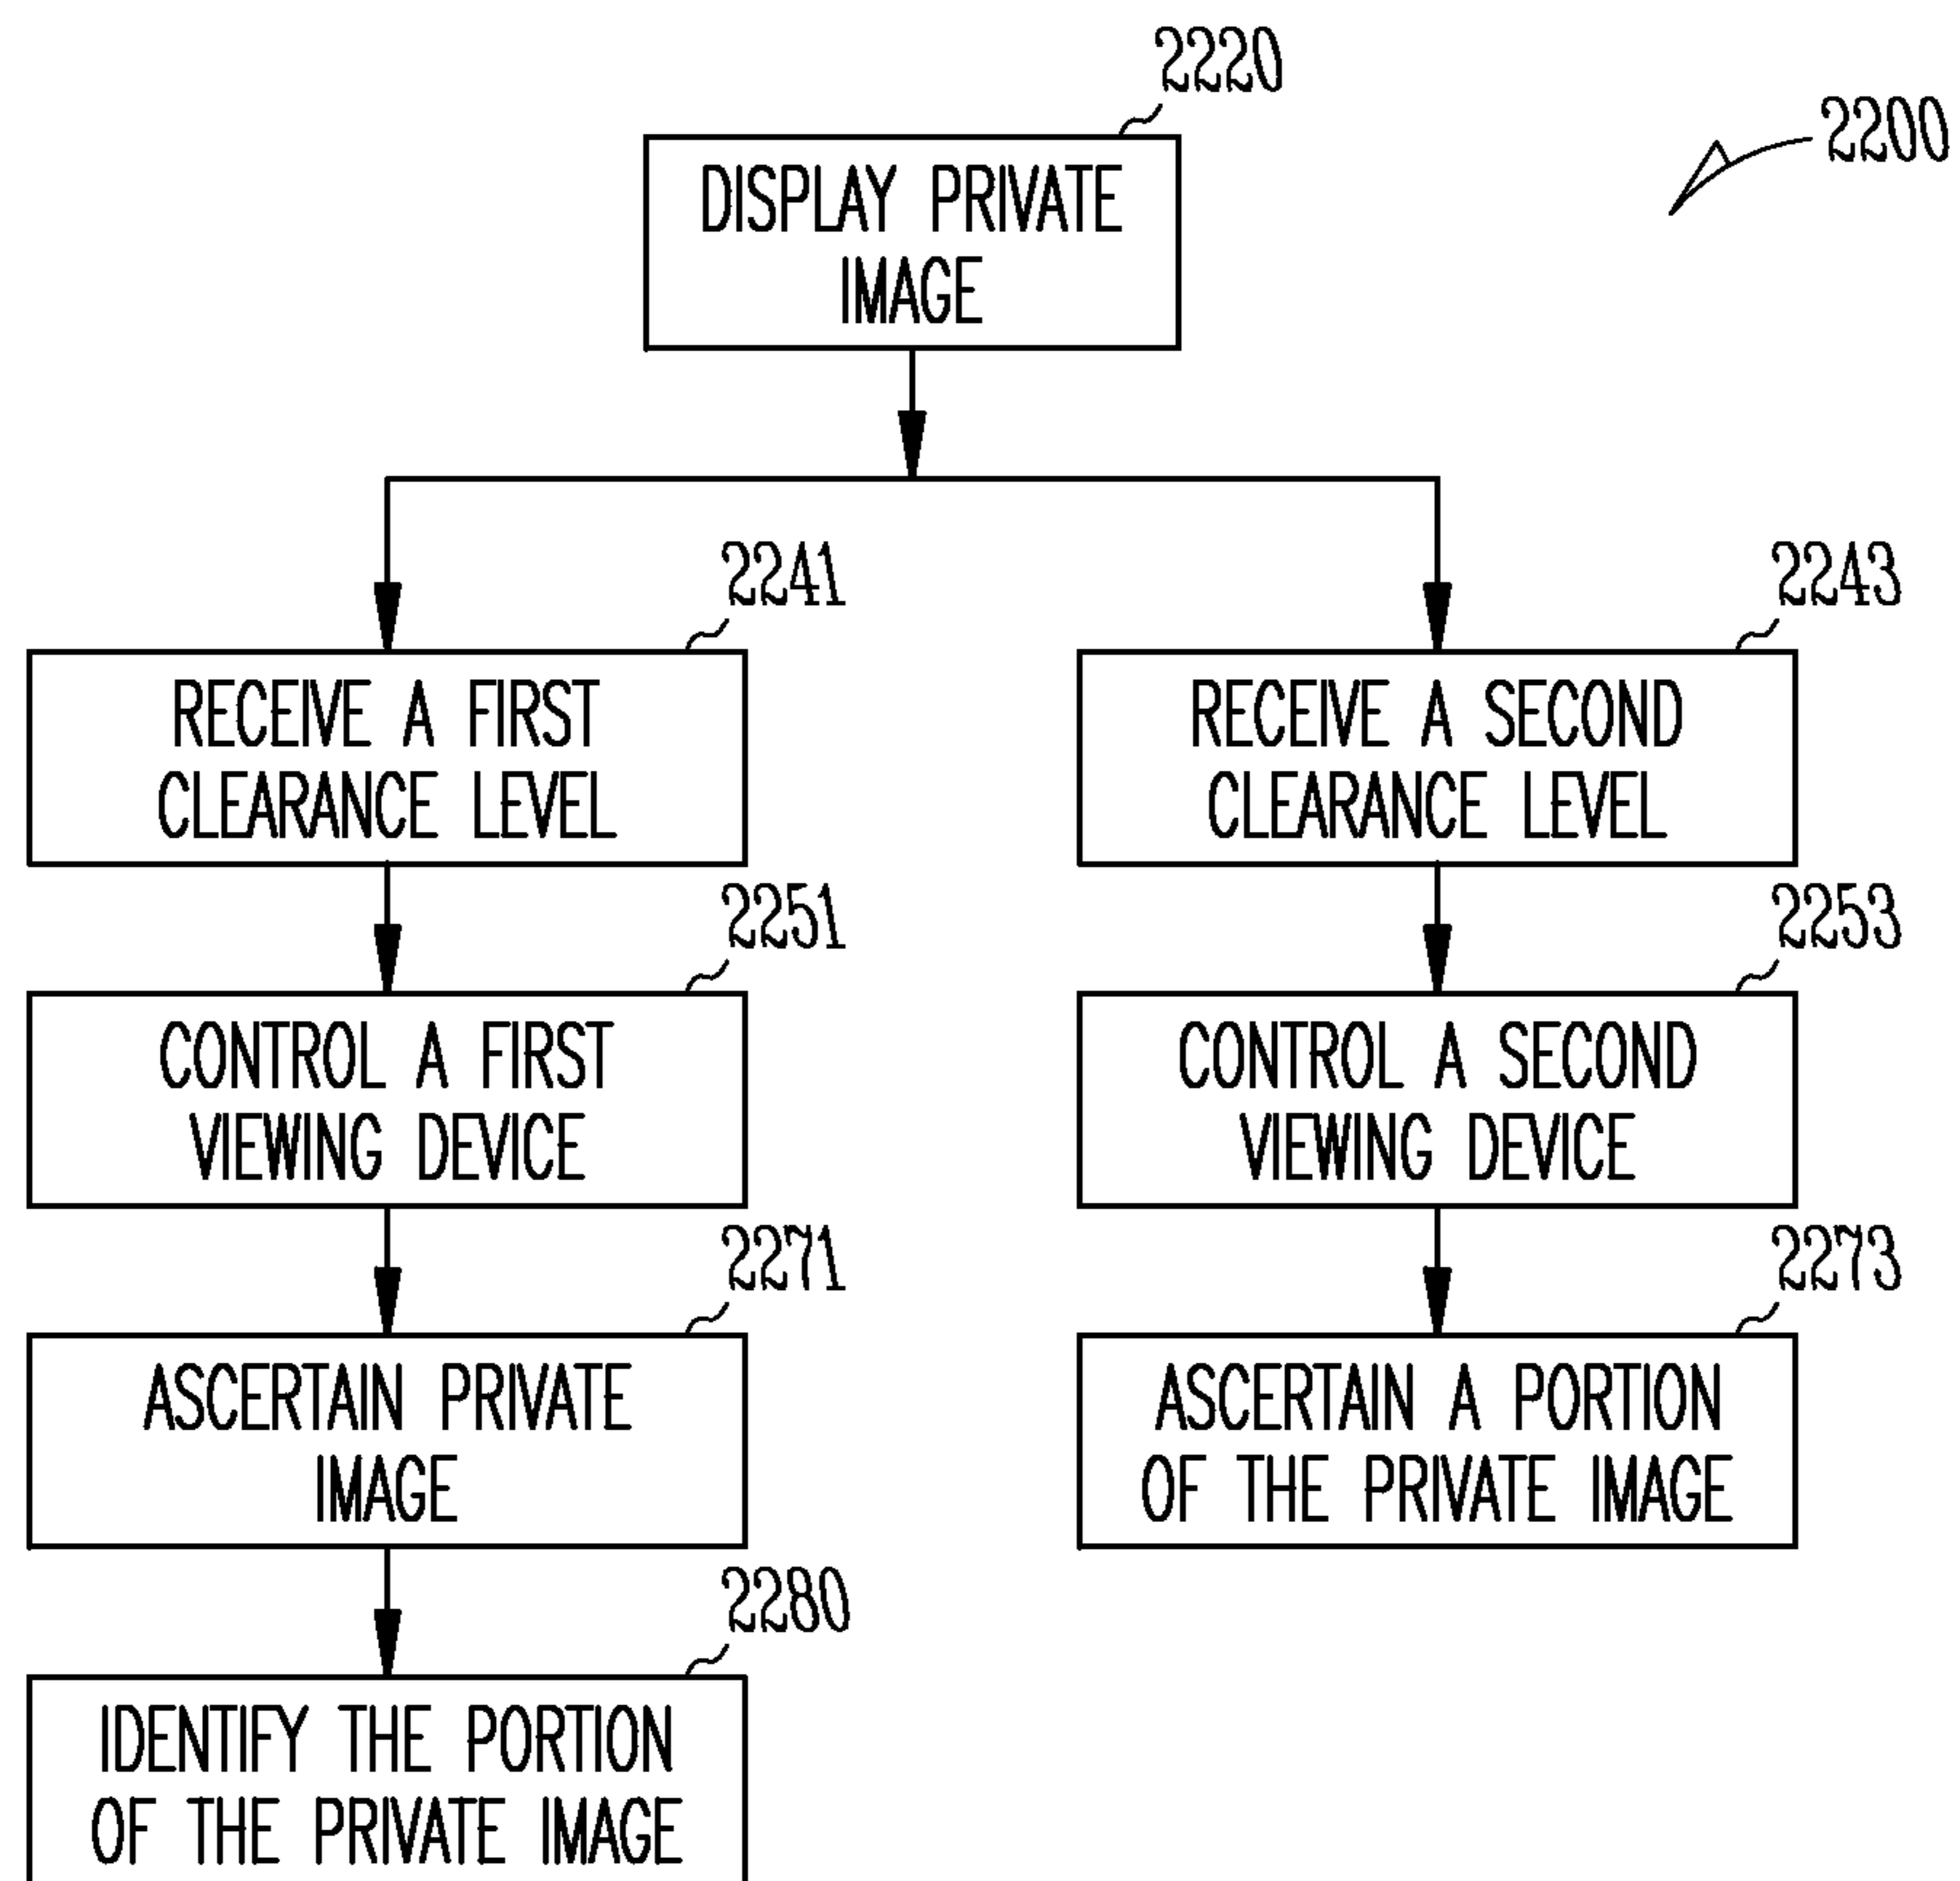 2220
2200
DISPLAY PRIVATE
IMAGE
2241
RECEIVE A FIRST
CLEARANCE LEVEL
2243
RECEIVE A SECOND
CLEARANCE LEVEL
2251
CONTROL A FIRST
VIEWING DEVICE
2253
CONTROL A SECOND
VIEWING DEVICE
2271
ASCERTAIN PRIVATE
IMAGE
2273
ASCERTAIN A PORTION
OF THE PRIVATE IMAGE
2280
IDENTIFY THE PORTION
OF THE PRIVATE IMAGE